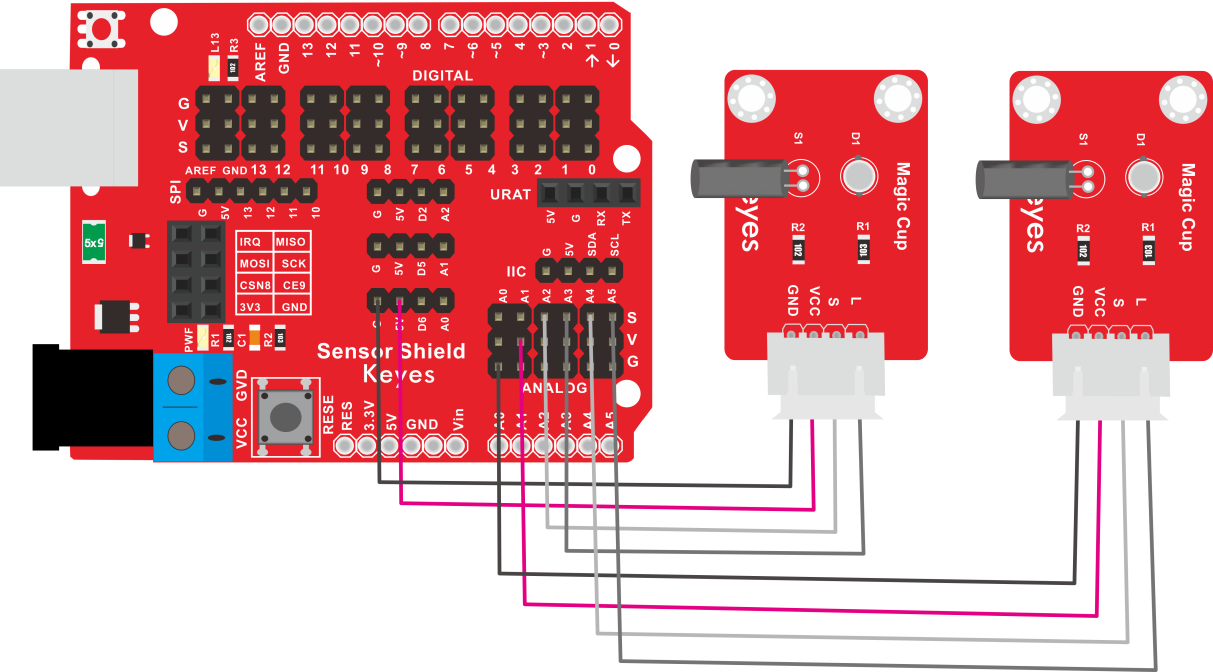 L13
R3
102
AREF
GND
13
12
11
~10
~9
8
7
~6
~5
4
~3
2
→1
←0
DIGITAL
G
V
S
AREF GND 13 12 11 10 9 8 7 6 5 4 3 2 1 0
SPI
G 5V 13 12 11 10
G 5V D2 A2
URAT
5V G RX TX
G 5V D5 A1
IIC
G 5V SDA SCL
5x5
IRQ MISO
MOSI SCK
CSN8 CE9
3V3 GND
G 5V D6 A0
A0 A1 A2 A3 A4 A5
S
V
G
ANALOG
PWF
R1
102
C1
R2
103
Sensor Shield
Keyes
GVD
VCC
RESE
RES
3.3V
5V
GND
Vin
A0 A1 A2 A3 A4 A5
S1
D1
Magic Cup
eyes
R2
102
R1
103
GND
VCC
S
L
S1
D1
Magic Cup
eyes
R2
102
R1
103
GND
VCC
S
L